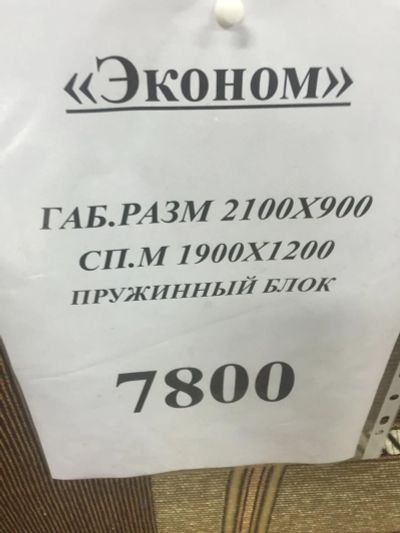 «Эконом»
ГАБ.РАЗМ 2100Х900
СП.М 1900Х1200
ПРУЖИННЫЙ БЛОК
7800